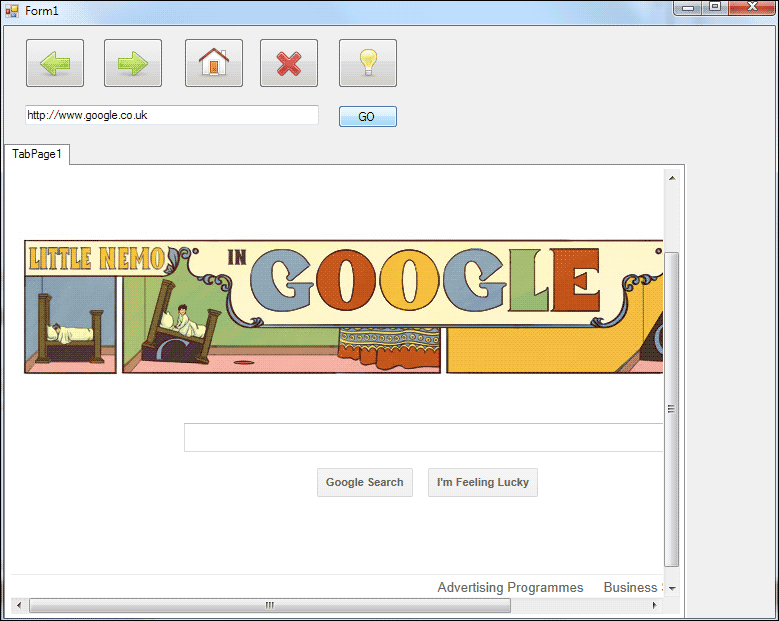 Form1
http://www.google.co.uk
GO
TabPage1
LITTLE NEMO
IN
GOOGLE
G
Google Search
I'm Feeling Lucky
Advertising Programmes
Business